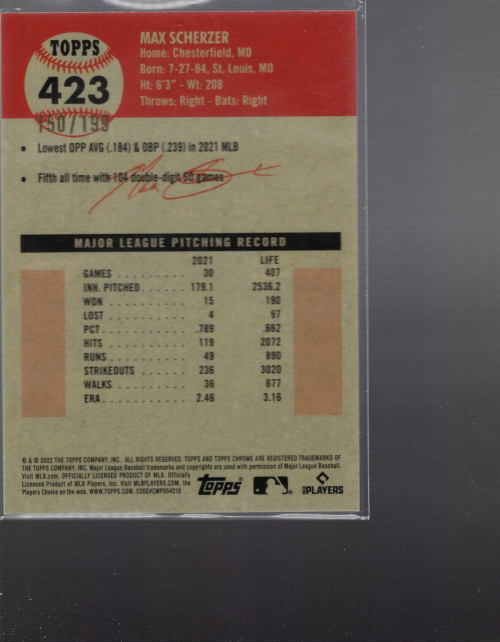 MAX SCHERZER
Home: Chesterfield, MO
Born: 7-27-84, St. Louis, MO
Ht: 6'3" - Wt: 208
Throws: Right - Bats: Right
TOPPS
423
150/199
• Lowest OPP AVG (.184) & OBP (.239) in 2021 MLB
• Fifth all time with 104 double-digit SO games
MAJOR LEAGUE PITCHING RECORD
2021 LIFE
GAMES . . . . . . . . . . 30 407
INN. PITCHED . . . . . . . 179.1 2536.2
WON . . . . . . . . . . . 15 190
LOST . . . . . . . . . . . 4 97
PCT . . . . . . . . . . . .789 .662
HITS . . . . . . . . . . . 119 2072
RUNS . . . . . . . . . . . 49 890
STRIKEOUTS . . . . . . . . 236 3020
WALKS . . . . . . . . . . 36 677
ERA . . . . . . . . . . . 2.46 3.16
® & © 2022 THE TOPPS COMPANY, INC. ALL RIGHTS RESERVED. TOPPS AND TOPPS CHROME ARE REGISTERED TRADEMARKS OF
THE TOPPS COMPANY, INC. Major League Baseball trademarks and copyrights are used with permission of Major League Baseball.
Visit MLB.com. OFFICIALLY LICENSED PRODUCT OF MLB. Officially
Licensed Product of MLB Players, Inc. Visit MLBPLAYERS.COM, the
Players Choice on the web. WWW.TOPPS.COM. CODE#CMP054218
Topps
MLB PLAYERS